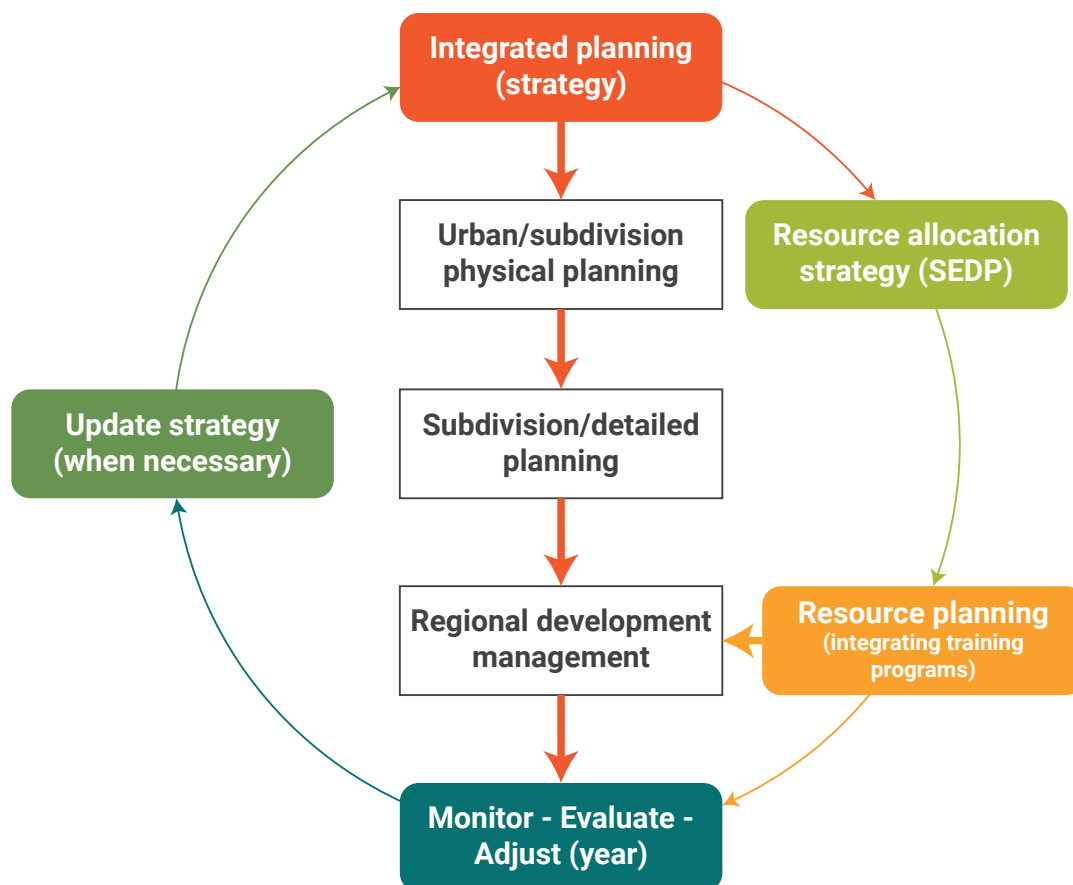 Integrated planning
(strategy)
Urban/subdivision
physical planning
Resource allocation
strategy (SEDP)
Update strategy
(when necessary)
Subdivision/detailed
planning
Regional development
management
Resource planning
(integrating training
programs)
Monitor - Evaluate -
Adjust (year)